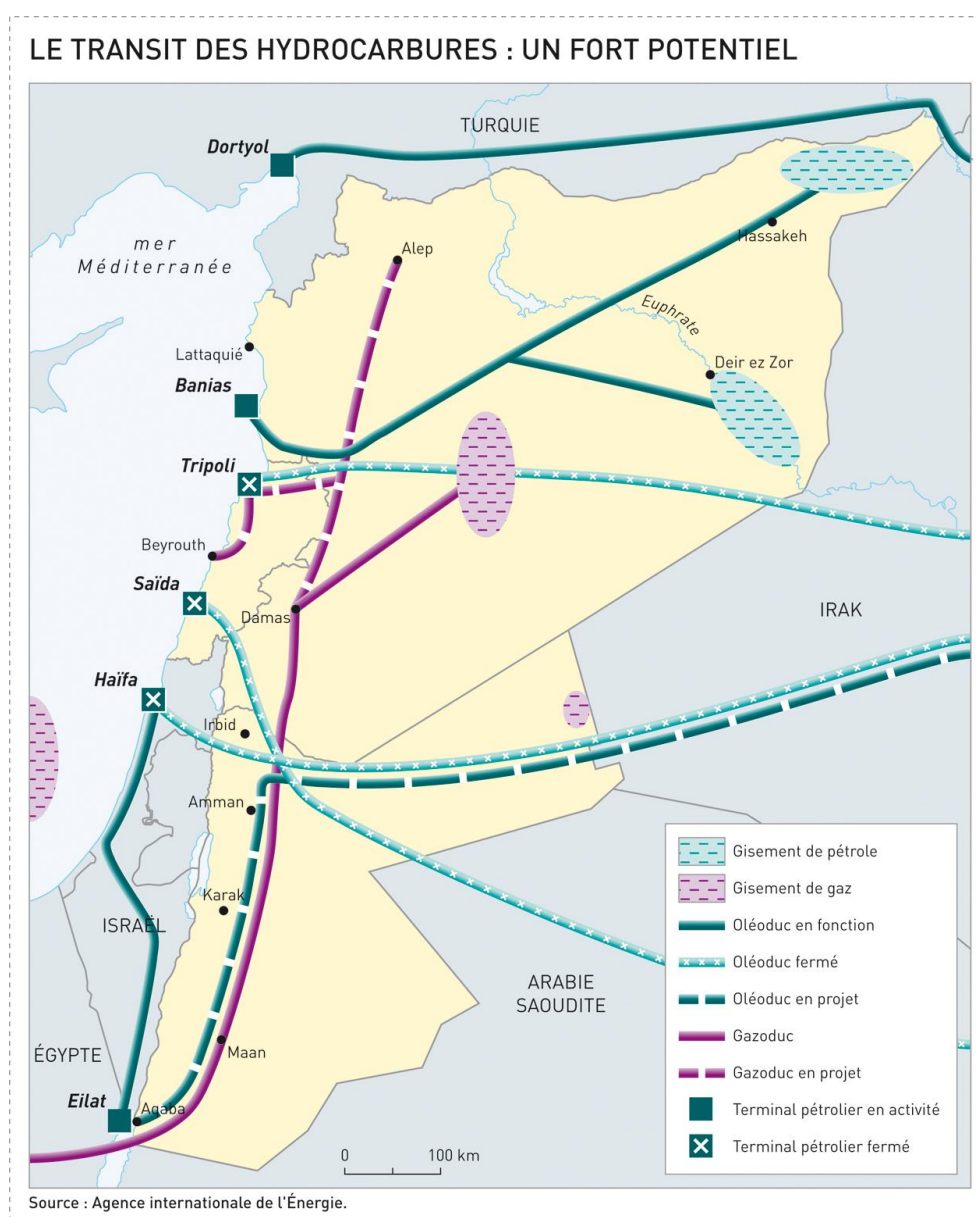 LE TRANSIT DES HYDROCARBURES : UN FORT POTENTIEL
TURQUIE
Dortyol
mer
Méditerranée
Hassakeh
Alep
Euphrate
Lattaquié
Deir ez Zor
Banias
Tripoli
Beyrouth
Saïda
Damas
IRAK
Haïfa
Irbid
Amman
Karak
ISRAËL
ARABIE
SAOUDITE
ÉGYPTE
Maan
Eilat
Aqaba
0 100 km
Gisement de pétrole
Gisement de gaz
Oléoduc en fonction
Oléoduc fermé
Oléoduc en projet
Gazoduc
Gazoduc en projet
Terminal pétrolier en activité
Terminal pétrolier fermé
Source : Agence internationale de l'Énergie.